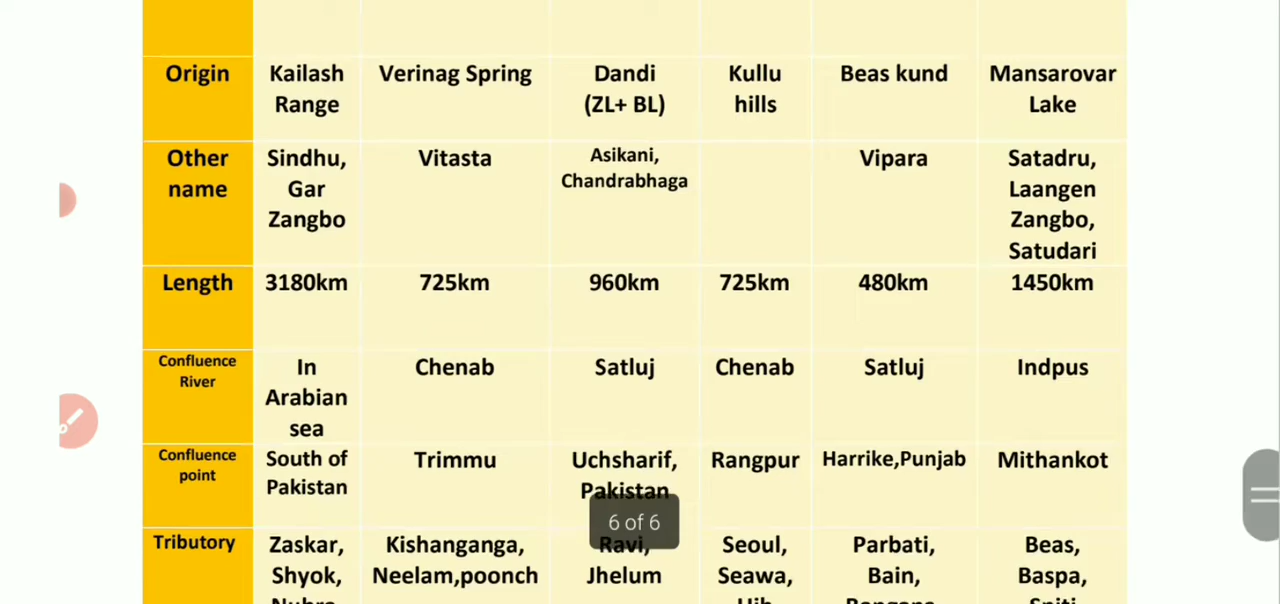 Origin Kailash Range Verinag Spring Dandi (ZL+ BL) Kullu hills Beas kund Mansarovar Lake
Other name Sindhu, Gar Zangbo Vitasta Asikani, Chandrabhaga Vipara Satadru, Laangen Zangbo, Satudari
Length 3180km 725km 960km 725km 480km 1450km
Confluence River In Arabian sea Chenab Satluj Chenab Satluj Indpus
Confluence point South of Pakistan Trimmu Uchsharif, Pakistan Rangpur Harrike,Punjab Mithankot
6 of 6
Tributory Zaskar, Shyok, Kishanganga, Neelam,poonch Ravi, Jhelum Seoul, Seawa, Parbati, Bain, Beas, Baspa,